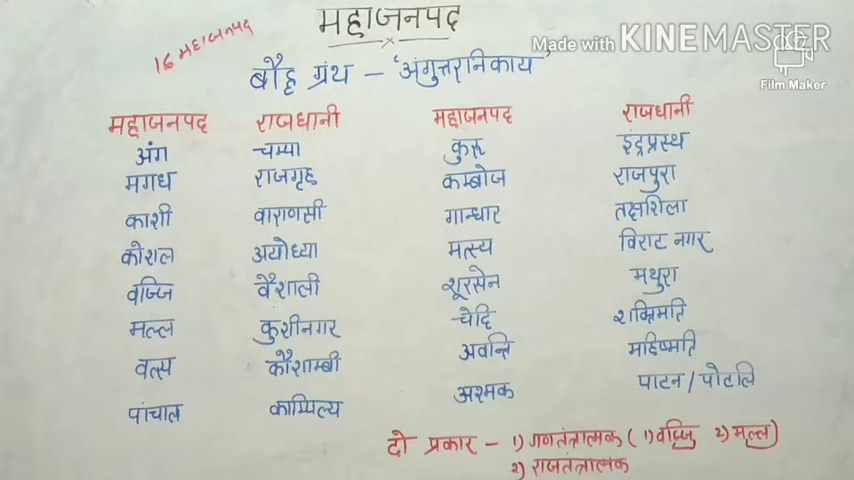 महाजनपद
16 महाजनपद
Made with KINEMASTER
Film Maker
बौद्ध ग्रंथ - 'अंगुत्तरनिकाय'
महाजनपद राजधानी महाजनपद राजधानी
अंग चम्पा कुरू इंद्रप्रस्थ
मगध राजगृह कम्बोज राजपुरा
काशी वाराणसी गान्धार तक्षशिला
कोशल अयोध्या मत्स्य विराट नगर
वज्जि वैशाली शूरसेन मथुरा
मल्ल कुशीनगर चेदि शक्तिमति
वत्स कौशाम्बी अवन्ति महिष्मति
पांचाल काम्पिल्य अश्मक पाटन/पोटलि
दो प्रकार - 1) गणतंत्रात्मक ( 1) वज्जि 2) मल्ल)
2) राजतंत्रात्मक